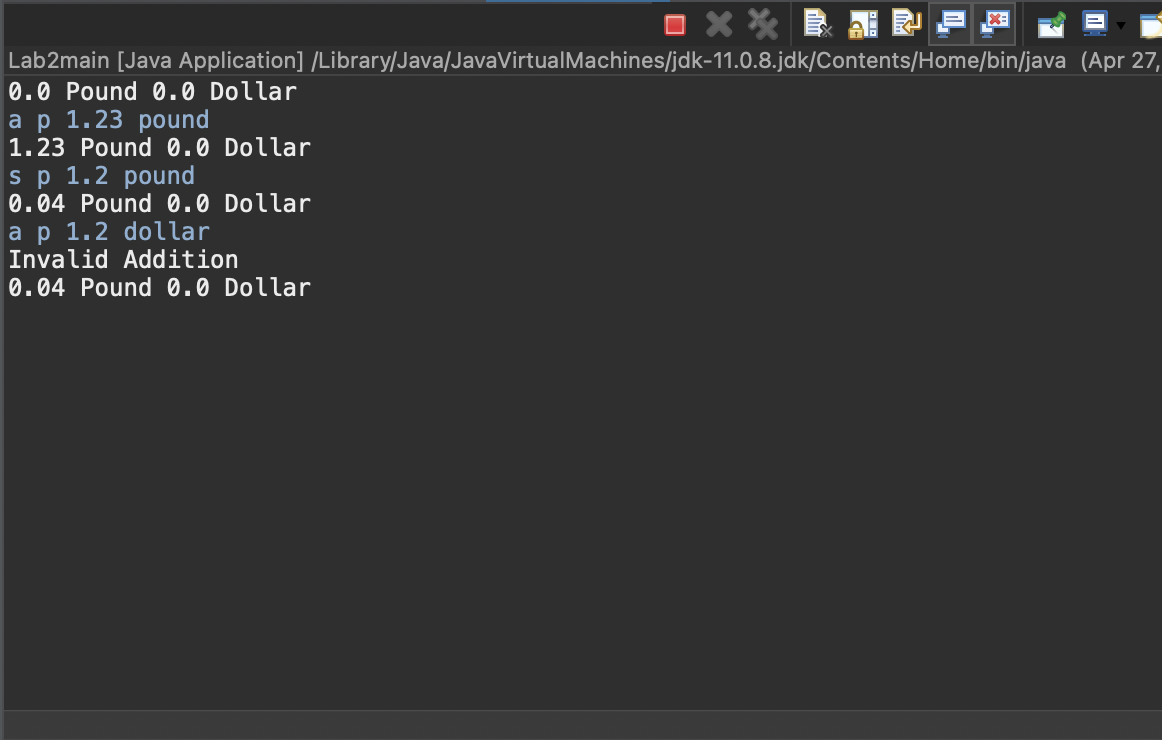 Lab2main [Java Application] /Library/Java/JavaVirtualMachines/jdk-11.0.8.jdk/Contents/Home/bin/java (Apr 27,
0.0 Pound 0.0 Dollar
a p 1.23 pound
1.23 Pound 0.0 Dollar
s p 1.2 pound
0.04 Pound 0.0 Dollar
a p 1.2 dollar
Invalid Addition
0.04 Pound 0.0 Dollar